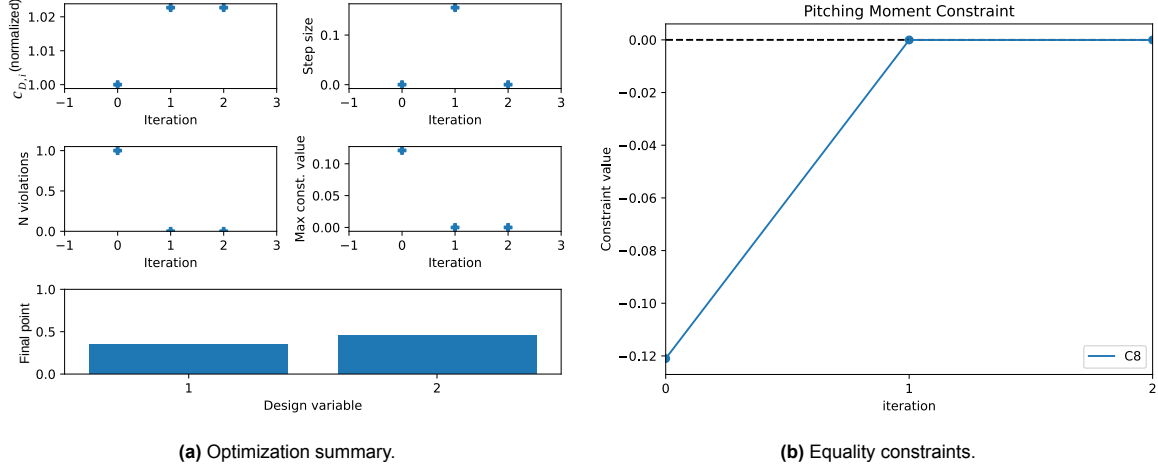 c_{D,i} (normalized)
1.02
1.01
1.00
−1 0 1 2 3
Iteration
Step size
0.1
0.0
−1 0 1 2 3
Iteration
N violations
1.0
0.5
0.0
−1 0 1 2 3
Iteration
Max const. value
0.10
0.05
0.00
−1 0 1 2 3
Iteration
Final point
1.0
0.5
0.0
1 2
Design variable
(a) Optimization summary.
Pitching Moment Constraint
Constraint value
0.00
−0.02
−0.04
−0.06
−0.08
−0.10
−0.12
C8
0 1 2
iteration
(b) Equality constraints.